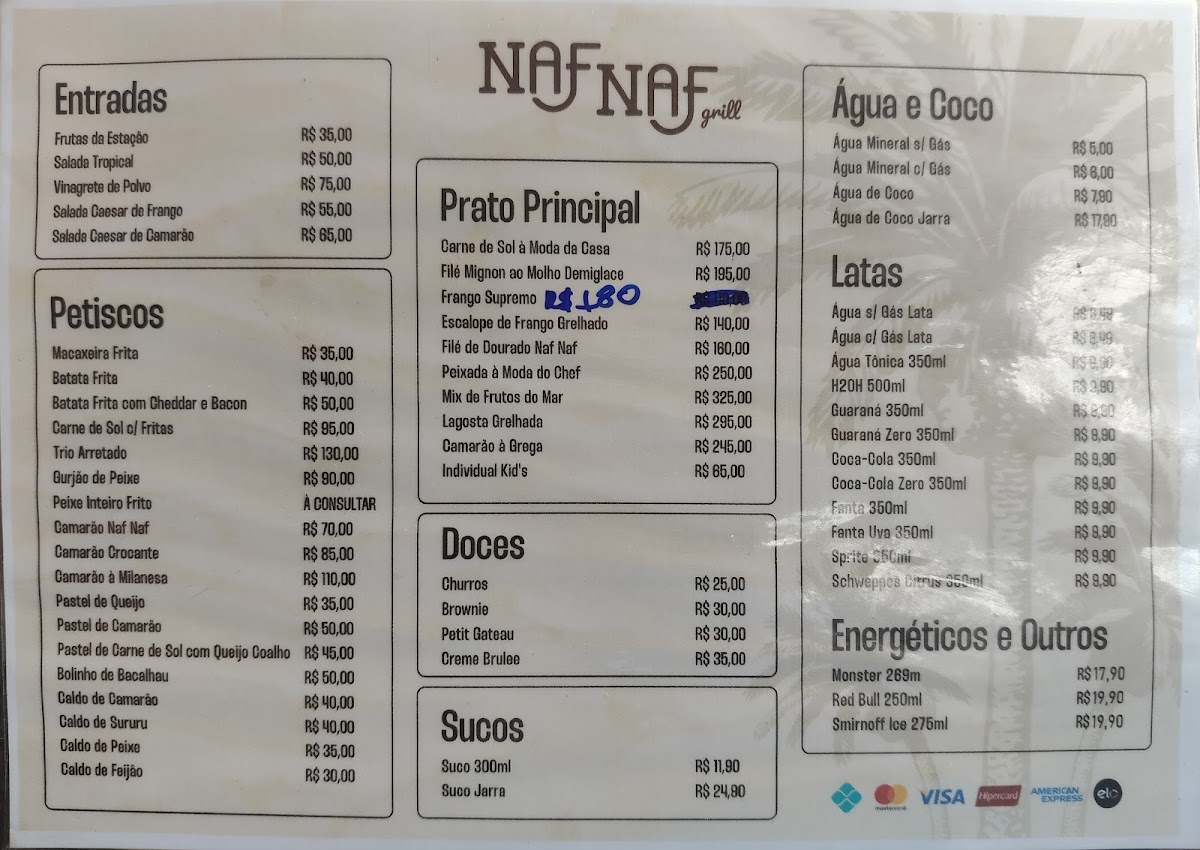 NAF NAF grill
Entradas
Frutas da Estação R$ 35,00
Salada Tropical R$ 50,00
Vinagrete de Polvo R$ 75,00
Salada Caesar de Frango R$ 55,00
Salada Caesar de Camarão R$ 65,00
Petiscos
Macaxeira Frita R$ 35,00
Batata Frita R$ 40,00
Batata Frita com Cheddar e Bacon R$ 50,00
Carne de Sol c/ Fritas R$ 95,00
Trio Arretado R$ 130,00
Gurjão de Peixe R$ 90,00
Peixe Inteiro Frito À CONSULTAR
Camarão Naf Naf R$ 70,00
Camarão Crocante R$ 85,00
Camarão à Milanesa R$ 110,00
Pastel de Queijo R$ 35,00
Pastel de Camarão R$ 50,00
Pastel de Carne de Sol com Queijo Coalho R$ 45,00
Bolinho de Bacalhau R$ 50,00
Caldo de Camarão R$ 40,00
Caldo de Sururu R$ 40,00
Caldo de Peixe R$ 35,00
Caldo de Feijão R$ 30,00
Prato Principal
Carne de Sol à Moda da Casa R$ 175,00
Filé Mignon ao Molho Demiglace R$ 195,00
Frango Supremo R$ 180
Escalope de Frango Grelhado R$ 140,00
Filé de Dourado Naf Naf R$ 160,00
Peixada à Moda do Chef R$ 250,00
Mix de Frutos do Mar R$ 325,00
Lagosta Grelhada R$ 295,00
Camarão à Grega R$ 245,00
Individual Kid's R$ 65,00
Doces
Churros R$ 25,00
Brownie R$ 30,00
Petit Gateau R$ 30,00
Creme Brulee R$ 35,00
Sucos
Suco 300ml R$ 11,90
Suco Jarra R$ 24,90
Água e Coco
Água Mineral s/ Gás R$ 5,00
Água Mineral c/ Gás R$ 6,00
Água de Coco R$ 7,90
Água de Coco Jarra R$ 17,90
Latas
Água s/ Gás Lata R$
Água c/ Gás Lata R$
Água Tônica 350ml R$ 9,90
H2OH 500ml R$ 9,90
Guaraná 350ml R$ 9,90
Guaraná Zero 350ml R$ 9,90
Coca-Cola 350ml R$ 9,90
Coca-Cola Zero 350ml R$ 9,90
Fanta 350ml R$ 9,90
Fanta Uva 350ml R$ 9,90
Sprite 350ml R$ 9,90
Schweppes Citrus 350ml R$ 9,90
Energéticos e Outros
Monster 269m R$17,90
Red Bull 250ml R$19,90
Smirnoff Ice 275ml R$19,90
mastercard VISA Hipercard AMERICAN EXPRESS elo